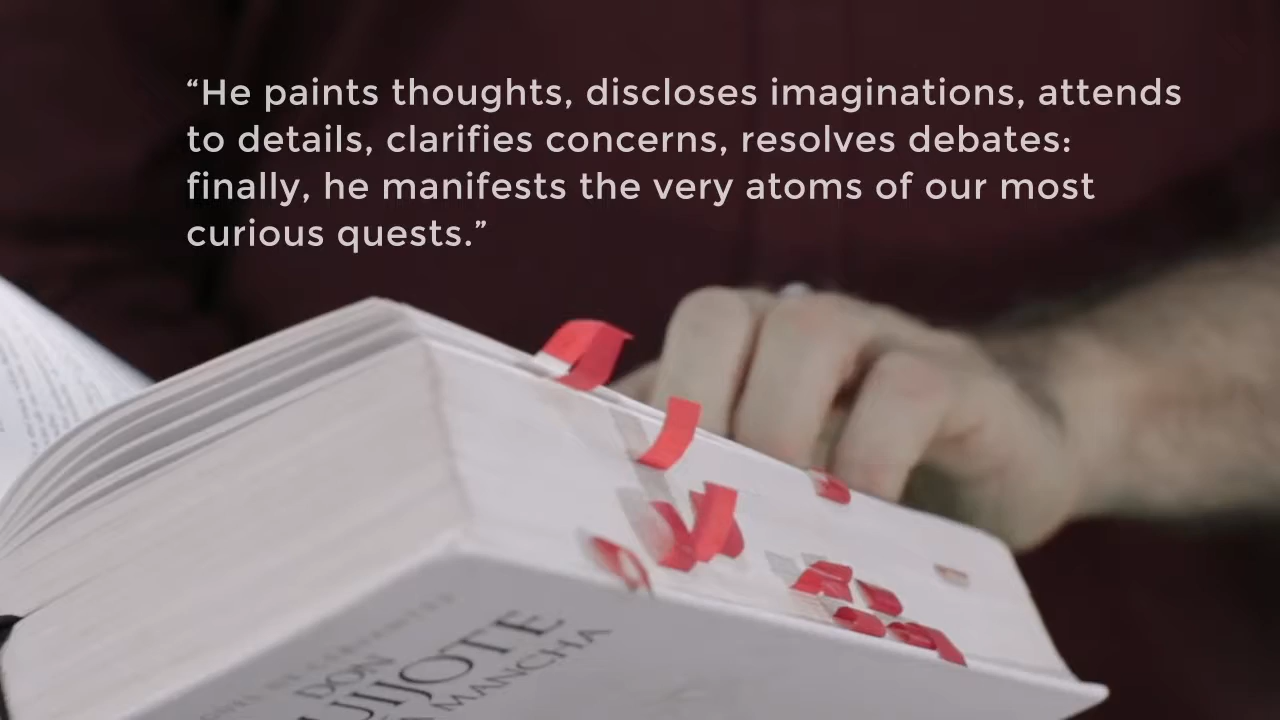 “He paints thoughts, discloses imaginations, attends
to details, clarifies concerns, resolves debates:
finally, he manifests the very atoms of our most
curious quests.”
DON
UIJOTE
MANCHA